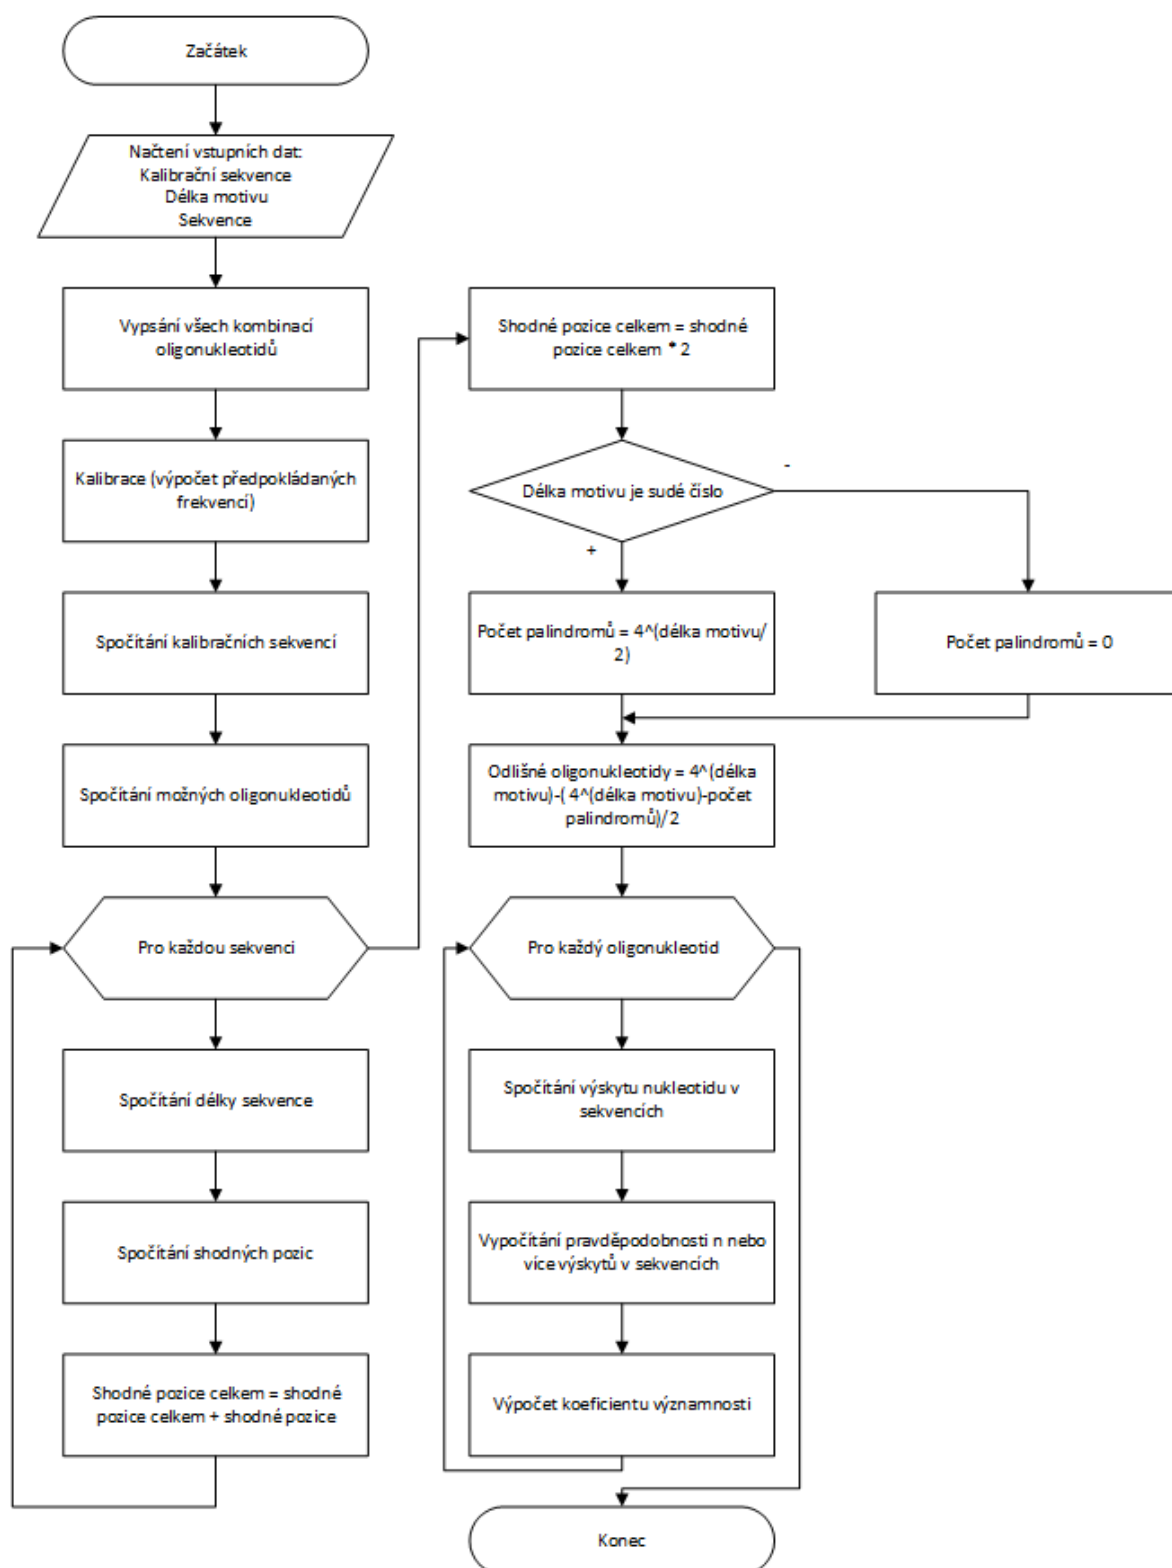 Začátek
Načtení vstupních dat:
Kalibrační sekvence
Délka motivu
Sekvence
Vypsání všech kombinací
oligonukleotidů
Kalibrace (výpočet předpokládaných
frekvencí)
Spočítání kalibračních sekvencí
Spočítání možných oligonukleotidů
Pro každou sekvenci
Spočítání délky sekvence
Spočítání shodných pozic
Shodné pozice celkem = shodné
pozice celkem + shodné pozice
Shodné pozice celkem = shodné
pozice celkem * 2
Délka motivu je sudé číslo
-
+
Počet palindromů = 4^(délka motivu/
2)
Počet palindromů = 0
Odlišné oligonukleotidy = 4^(délka
motivu)-( 4^(délka motivu)-počet
palindromů)/2
Pro každý oligonukleotid
Spočítání výskytu nukleotidu v
sekvencích
Vypočítání pravděpodobnosti n nebo
více výskytů v sekvencích
Výpočet koeficientu významnosti
Konec